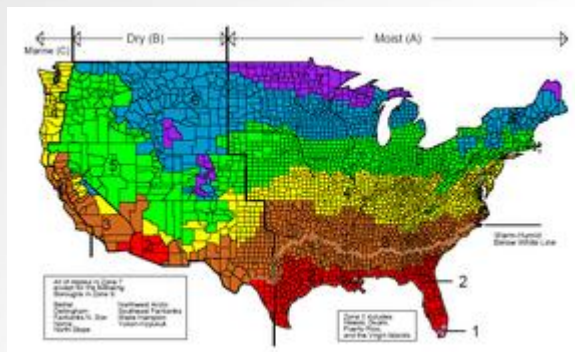 Marine (C)
Dry (B)
Moist (A)
6
5
4
3
2
Warm-Humid
Below White Line
2
1
All of Alaska in Zone 7
except for the following
Boroughs in Zone 8:
Bethel
Dillingham
Fairbanks N. Star
Nome
North Slope
Northwest Arctic
Southeast Fairbanks
Wade Hampton
Yukon-Koyukuk
Zone 1 includes
Hawaii, Guam,
Puerto Rico,
and the Virgin Islands